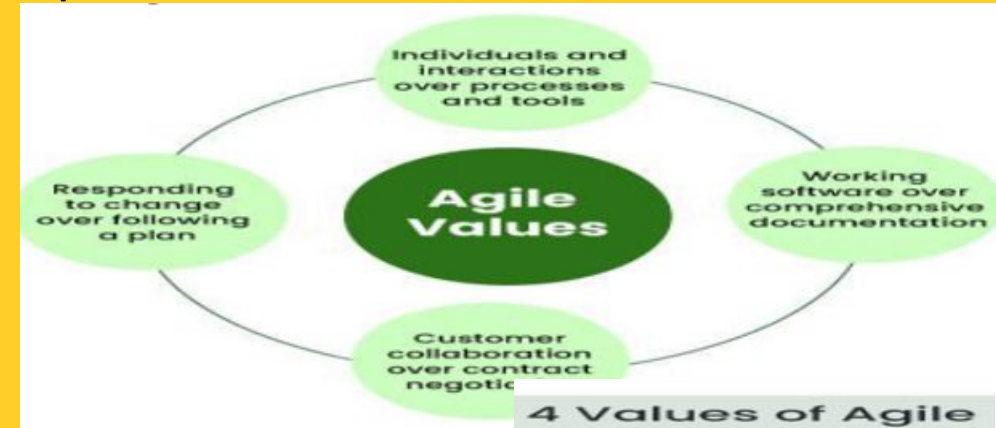 Individuals and
interactions
over processes
and tools
Responding
to change
over following
a plan
Agile
Values
Working
software over
comprehensive
documentation
Customer
collaboration
over contract
4 Values of Agile